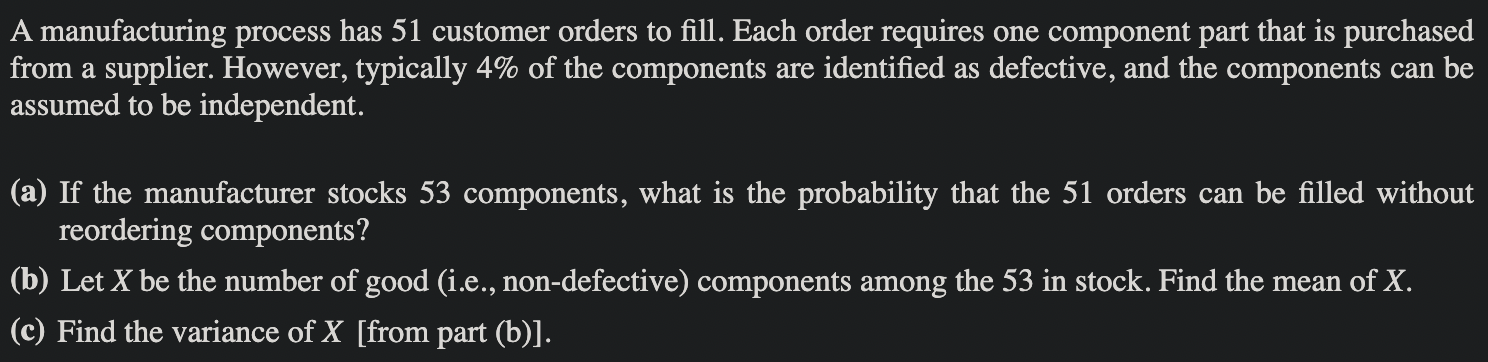 A manufacturing process has 51 customer orders to fill. Each order requires one component part that is purchased
from a supplier. However, typically 4% of the components are identified as defective, and the components can be
assumed to be independent.
(a) If the manufacturer stocks 53 components, what is the probability that the 51 orders can be filled without
reordering components?
(b) Let X be the number of good (i.e., non-defective) components among the 53 in stock. Find the mean of X.
(c) Find the variance of X [from part (b)].